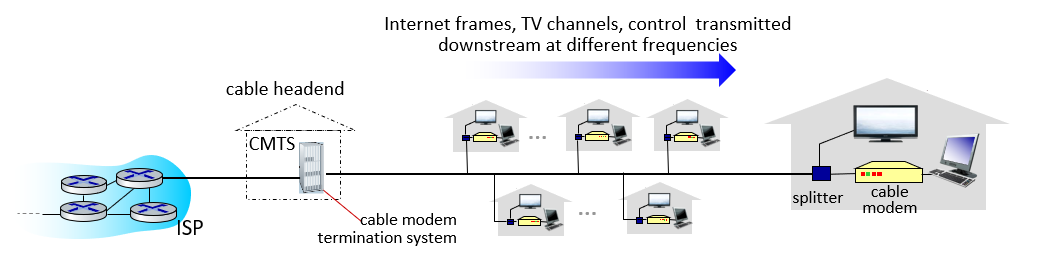 Internet frames, TV channels, control transmitted
downstream at different frequencies
cable headend
CMTS
ISP
cable modem
termination system
splitter
cable
modem